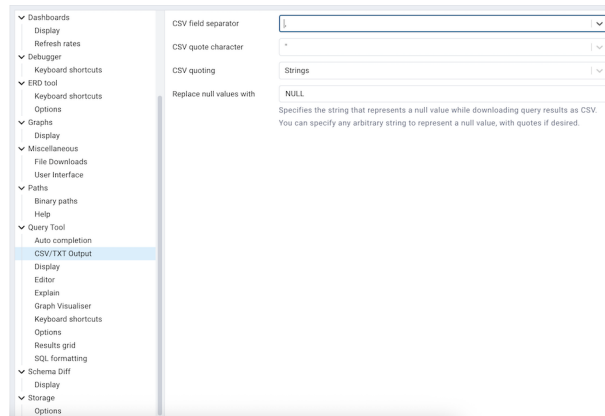 Dashboards
Display
Refresh rates
Debugger
Keyboard shortcuts
ERD tool
Keyboard shortcuts
Options
Graphs
Display
Miscellaneous
File Downloads
User Interface
Paths
Binary paths
Help
Query Tool
Auto completion
CSV/TXT Output
Display
Editor
Explain
Graph Visualiser
Keyboard shortcuts
Options
Results grid
SQL formatting
Schema Diff
Display
Storage
Options
CSV field separator ,
CSV quote character "
CSV quoting Strings
Replace null values with NULL
Specifies the string that represents a null value while downloading query results as CSV.
You can specify any arbitrary string to represent a null value, with quotes if desired.